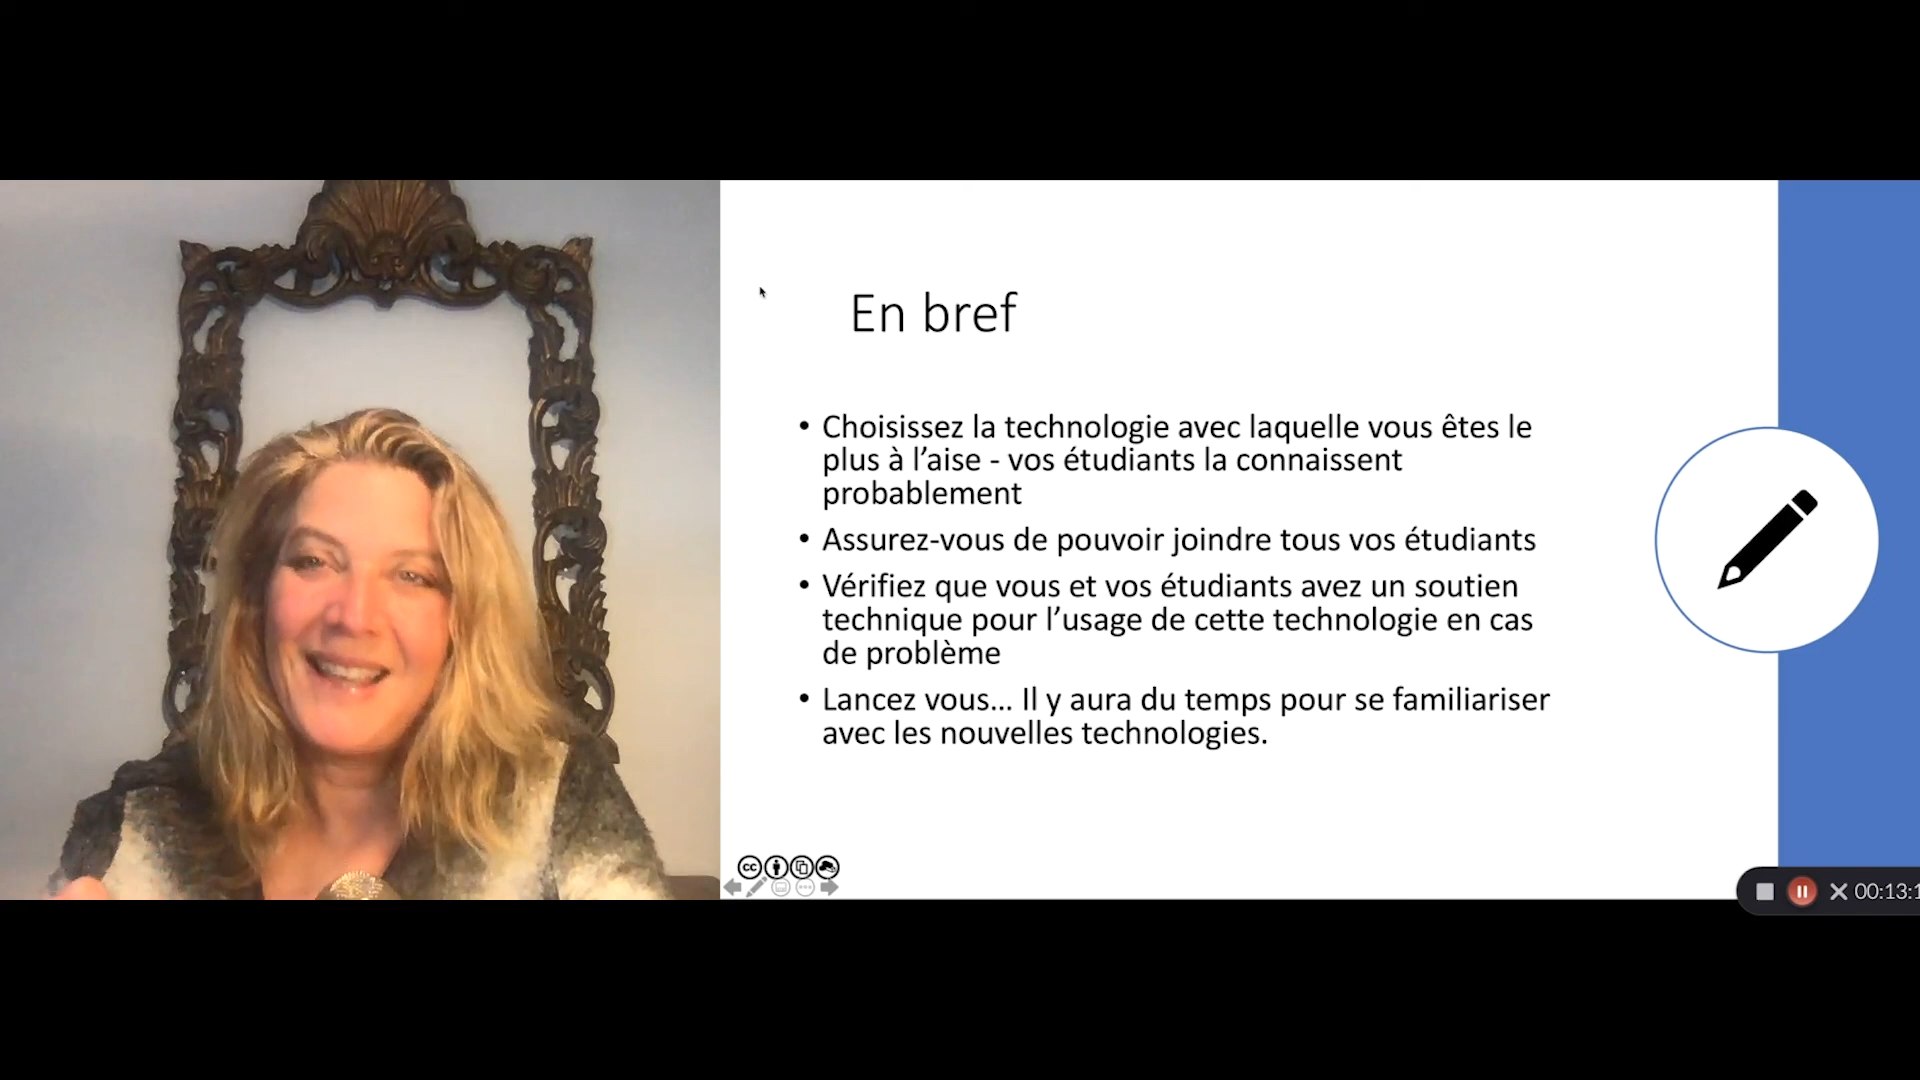 En bref
• Choisissez la technologie avec laquelle vous êtes le
plus à l’aise - vos étudiants la connaissent
probablement
• Assurez-vous de pouvoir joindre tous vos étudiants
• Vérifiez que vous et vos étudiants avez un soutien
technique pour l’usage de cette technologie en cas
de problème
• Lancez vous... Il y aura du temps pour se familiariser
avec les nouvelles technologies.
cc
00:13:1